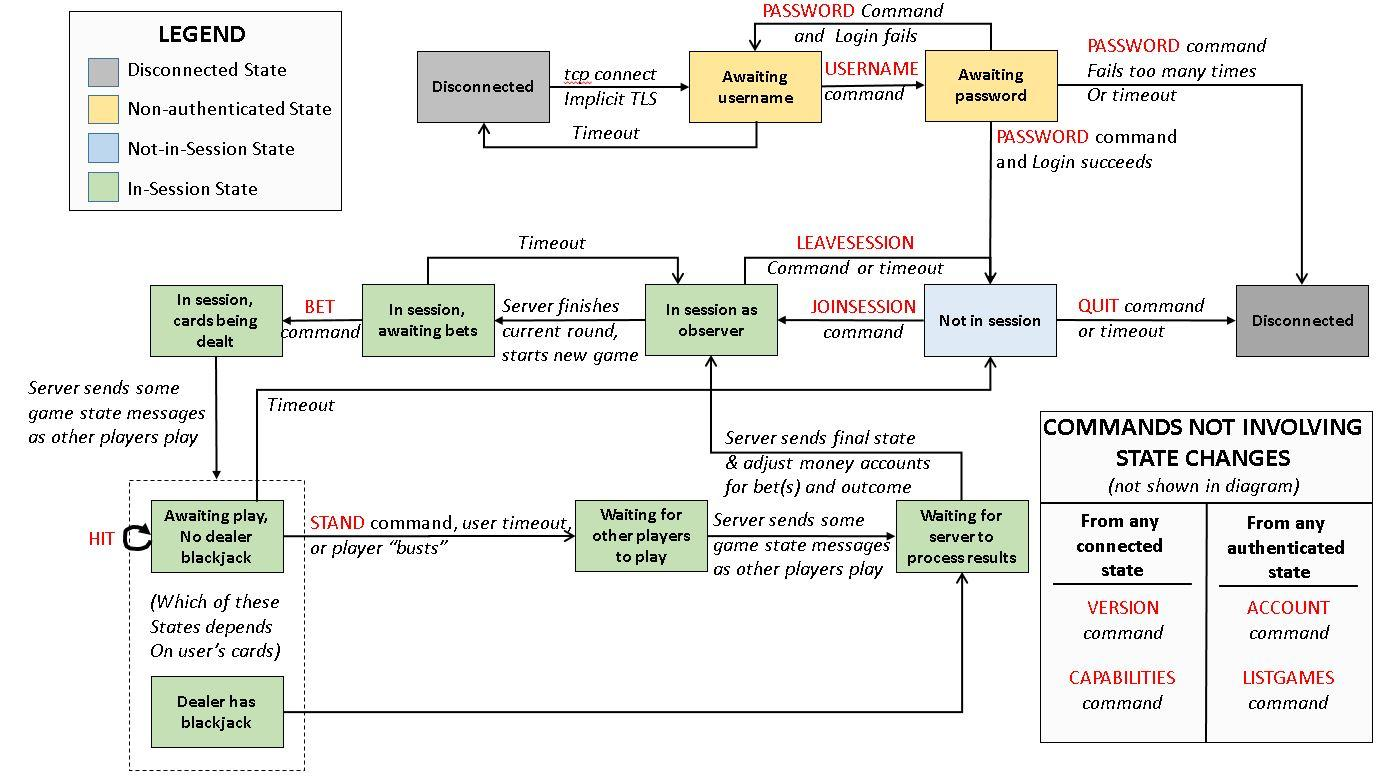 LEGEND
Disconnected State
Non-authenticated State
Not-in-Session State
In-Session State
PASSWORD Command
and Login fails
Disconnected
tcp connect
Implicit TLS
Awaiting
username
USERNAME
command
Awaiting
password
PASSWORD command
Fails too many times
Or timeout
Timeout
PASSWORD command
and Login succeeds
Timeout
LEAVESESSION
Command or timeout
In session,
cards being
dealt
BET
command
In session,
awaiting bets
Server finishes
current round,
starts new game
In session as
observer
JOINSESSION
command
Not in session
QUIT command
or timeout
Disconnected
Server sends some
game state messages
as other players play
Timeout
Server sends final state
& adjust money accounts
for bet(s) and outcome
HIT
Awaiting play,
No dealer
blackjack
STAND command, user timeout,
or player “busts”
Waiting for
other players
to play
Server sends some
game state messages
as other players play
Waiting for
server to
process results
(Which of these
States depends
On user’s cards)
Dealer has
blackjack
COMMANDS NOT INVOLVING
STATE CHANGES
(not shown in diagram)
From any
connected
state
VERSION
command
CAPABILITIES
command
From any
authenticated
state
ACCOUNT
command
LISTGAMES
command